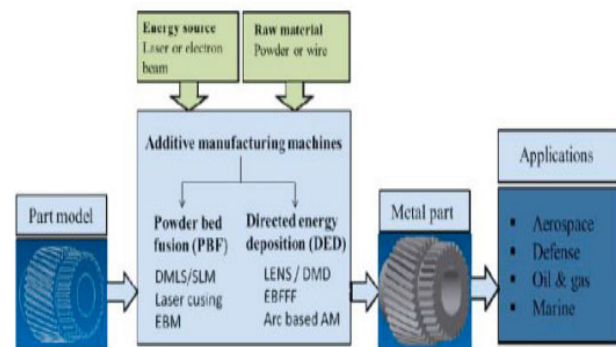 Energy source
Laser or electron
beam
Raw material
Powder or wire
Additive manufacturing machines
Powder bed
fusion (PBF)
DMLS/SLM
Laser cusing
EBM
Directed energy
deposition (DED)
LENS / DMD
EBFFF
Arc based AM
Part model
Metal part
Applications
▪ Aerospace
▪ Defense
▪ Oil & gas
▪ Marine